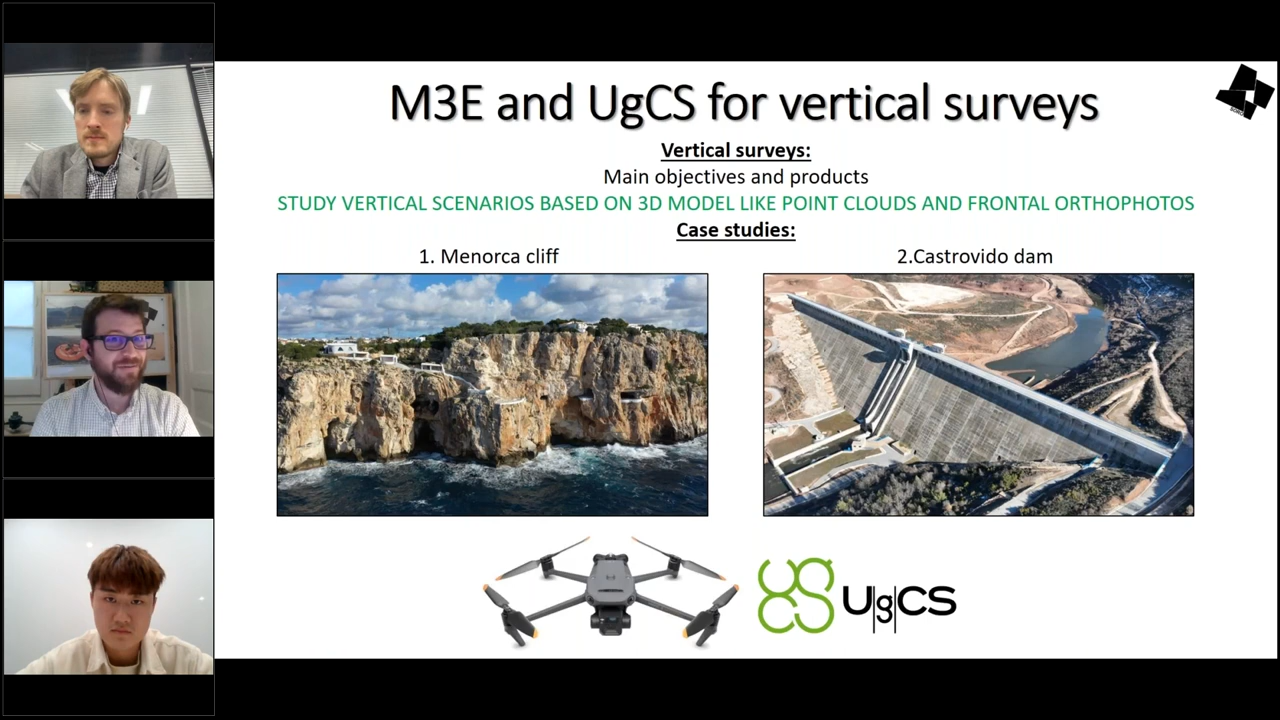 M3E and UgCS for vertical surveys
Vertical surveys:
Main objectives and products
STUDY VERTICAL SCENARIOS BASED ON 3D MODEL LIKE POINT CLOUDS AND FRONTAL ORTHOPHOTOS
Case studies:
1. Menorca cliff
2.Castrovido dam
UgCS